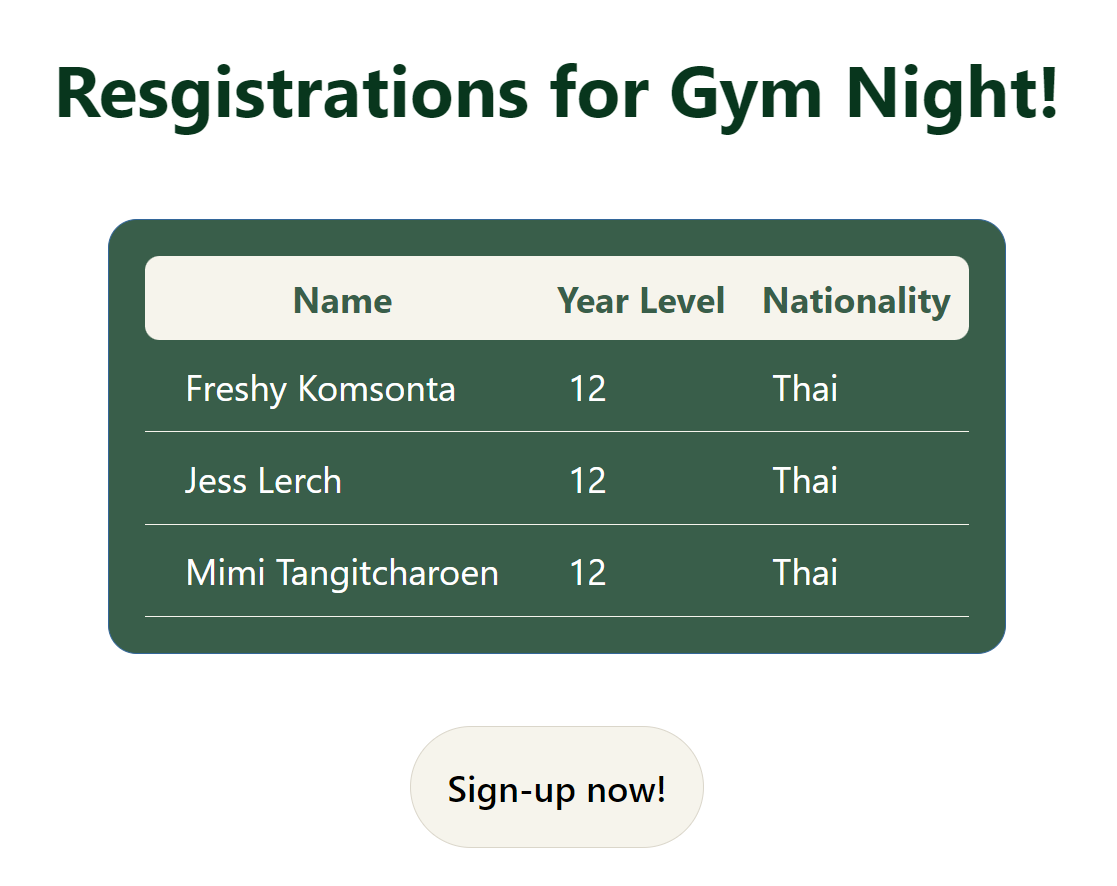 Resgistrations for Gym Night!
Name Year Level Nationality
Freshy Komsonta 12 Thai
Jess Lerch 12 Thai
Mimi Tangitcharoen 12 Thai
Sign-up now!